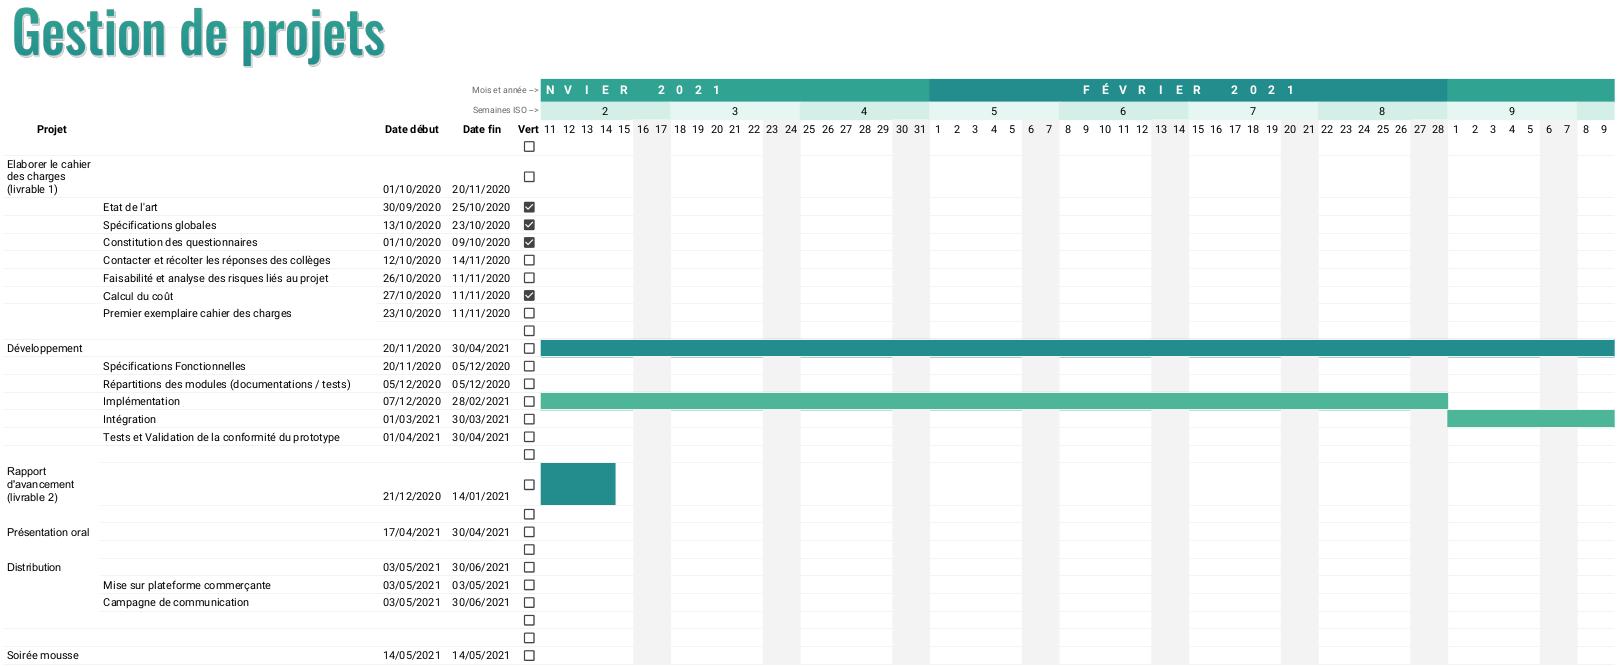 Gestion de projets
Mois et année --> NVIER 2021 FÉVRIER 2021
Semaines ISO --> 2 3 4 5 6 7 8 9
Projet Date début Date fin Vert 11 12 13 14 15 16 17 18 19 20 21 22 23 24 25 26 27 28 29 30 31 1 2 3 4 5 6 7 8 9 10 11 12 13 14 15 16 17 18 19 20 21 22 23 24 25 26 27 28 1 2 3 4 5 6 7 8 9
Elaborer le cahier
des charges
(livrable 1) 01/10/2020 20/11/2020
Etat de l'art 30/09/2020 25/10/2020
Spécifications globales 13/10/2020 23/10/2020
Constitution des questionnaires 01/10/2020 09/10/2020
Contacter et récolter les réponses des collèges 12/10/2020 14/11/2020
Faisabilité et analyse des risques liés au projet 26/10/2020 11/11/2020
Calcul du coût 27/10/2020 11/11/2020
Premier exemplaire cahier des charges 23/10/2020 11/11/2020
Développement 20/11/2020 30/04/2021
Spécifications Fonctionnelles 20/11/2020 05/12/2020
Répartitions des modules (documentations / tests) 05/12/2020 05/12/2020
Implémentation 07/12/2020 28/02/2021
Intégration 01/03/2021 30/03/2021
Tests et Validation de la conformité du prototype 01/04/2021 30/04/2021
Rapport
d'avancement
(livrable 2) 21/12/2020 14/01/2021
Présentation oral 17/04/2021 30/04/2021
Distribution 03/05/2021 30/06/2021
Mise sur plateforme commerçante 03/05/2021 03/05/2021
Campagne de communication 03/05/2021 30/06/2021
Soirée mousse 14/05/2021 14/05/2021